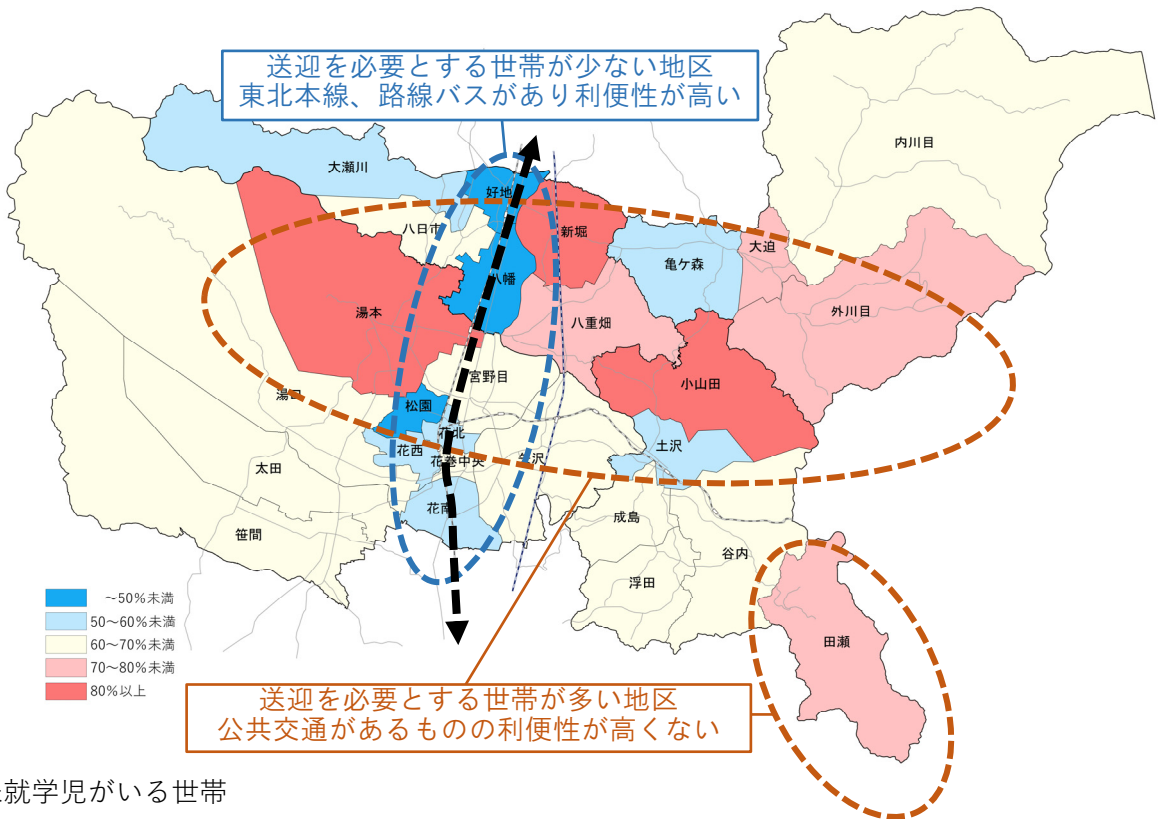 送迎を必要とする世帯が少ない地区
東北本線、路線バスがあり利便性が高い
内川目
大瀬川
好地
八日市
新堀
大迫
亀ケ森
八幡
湯本
八重畑
外川目
宮野目
小山田
松園
花北
花西
土沢
花巻中央
太田
花南
成島
笹間
谷内
浮田
田瀬
~50%未満
50~60%未満
60~70%未満
70~80%未満
80%以上
送迎を必要とする世帯が多い地区
公共交通があるものの利便性が高くない
就学児がいる世帯